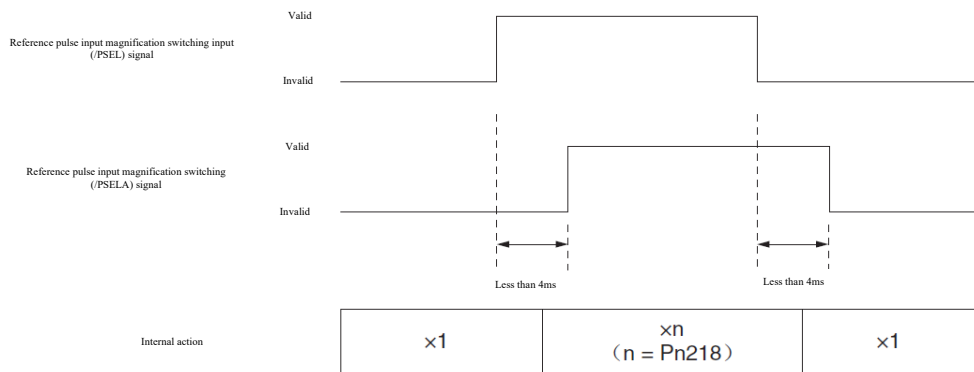 Valid
Reference pulse input magnification switching input
(/PSEL) signal
Invalid
Valid
Reference pulse input magnification switching
(/PSELA) signal
Invalid
Less than 4ms
Less than 4ms
Internal action
×1
×n
（n = Pn218）
×1